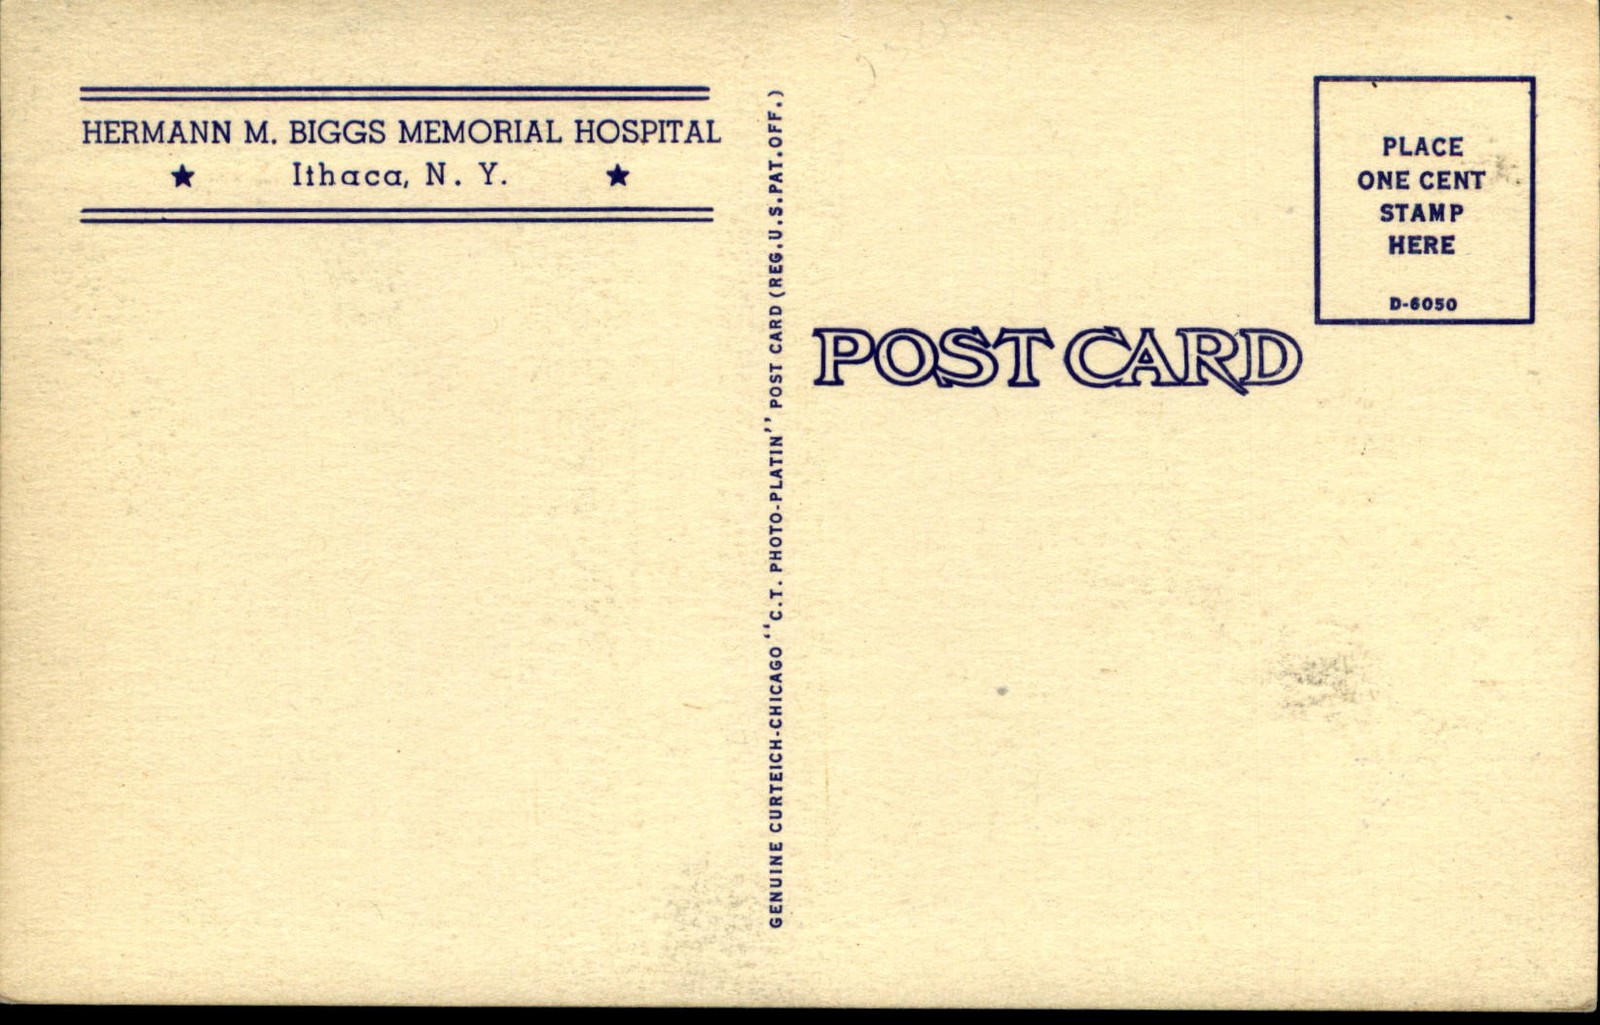 HERMANN M. BIGGS MEMORIAL HOSPITAL
Ithaca, N. Y.
GENUINE CURTEICH-CHICAGO "C.T. PHOTO-PLATIN" POST CARD (REG.U.S.PAT.OFF.)
PLACE
ONE CENT
STAMP
HERE
D-6050
POST CARD